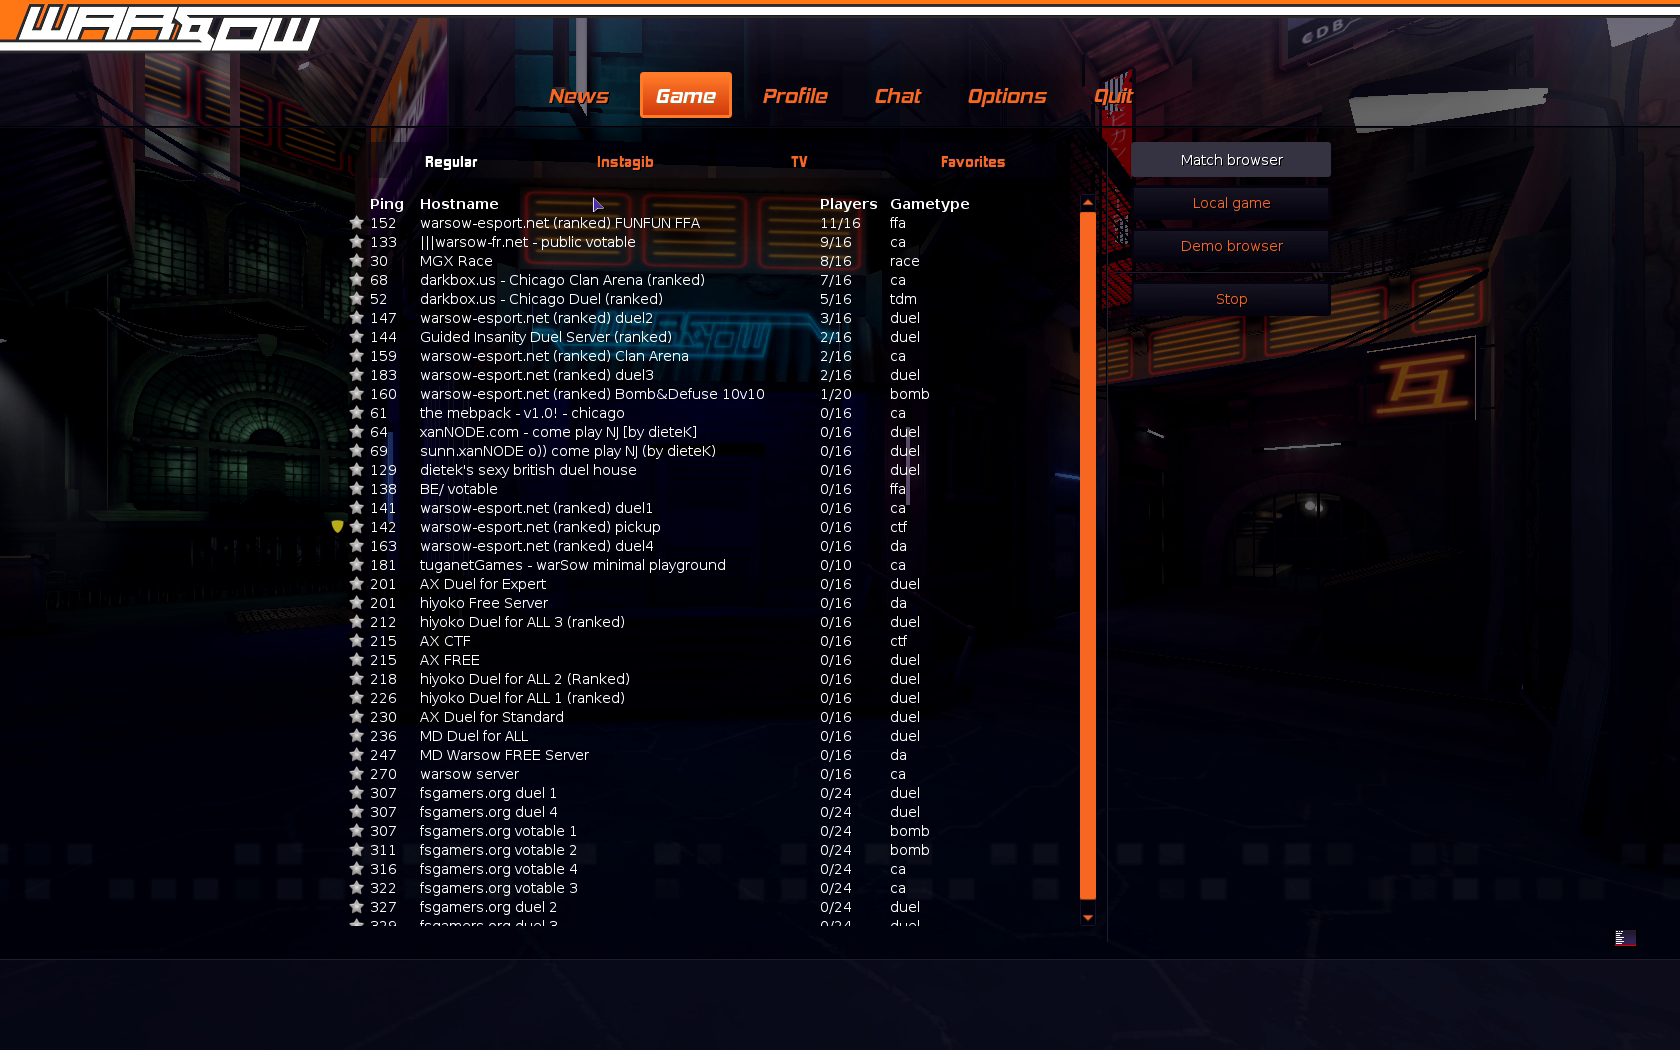 WARSOW
CDB
News Game Profile Chat Options Quit
Regular Instagib TV Favorites
Match browser
Local game
Demo browser
Stop
Ping Hostname Players Gametype
152 warsow-esport.net (ranked) FUNFUN FFA 11/16 ffa
133 |||warsow-fr.net - public votable 9/16 ca
30 MGX Race 8/16 race
68 darkbox.us - Chicago Clan Arena (ranked) 7/16 ca
52 darkbox.us - Chicago Duel (ranked) 5/16 tdm
147 warsow-esport.net (ranked) duel2 3/16 duel
144 Guided Insanity Duel Server (ranked) 2/16 duel
159 warsow-esport.net (ranked) Clan Arena 2/16 ca
183 warsow-esport.net (ranked) duel3 2/16 duel
160 warsow-esport.net (ranked) Bomb&Defuse 10v10 1/20 bomb
61 the mebpack - v1.0! - chicago 0/16 ca
64 xanNODE.com - come play NJ [by dieteK] 0/16 duel
69 sunn.xanNODE o)) come play NJ (by dieteK) 0/16 duel
129 dietek's sexy british duel house 0/16 duel
138 BE/ votable 0/16 ffa
141 warsow-esport.net (ranked) duel1 0/16 ca
142 warsow-esport.net (ranked) pickup 0/16 ctf
163 warsow-esport.net (ranked) duel4 0/16 da
181 tuganetGames - warSow minimal playground 0/10 ca
201 AX Duel for Expert 0/16 duel
201 hiyoko Free Server 0/16 da
212 hiyoko Duel for ALL 3 (ranked) 0/16 duel
215 AX CTF 0/16 ctf
215 AX FREE 0/16 duel
218 hiyoko Duel for ALL 2 (Ranked) 0/16 duel
226 hiyoko Duel for ALL 1 (ranked) 0/16 duel
230 AX Duel for Standard 0/16 duel
236 MD Duel for ALL 0/16 duel
247 MD Warsow FREE Server 0/16 da
270 warsow server 0/16 ca
307 fsgamers.org duel 1 0/24 duel
307 fsgamers.org duel 4 0/24 duel
307 fsgamers.org votable 1 0/24 bomb
311 fsgamers.org votable 2 0/24 bomb
316 fsgamers.org votable 4 0/24 ca
322 fsgamers.org votable 3 0/24 ca
327 fsgamers.org duel 2 0/24 duel
329 fsgamers.org duel 3 0/24 duel
互